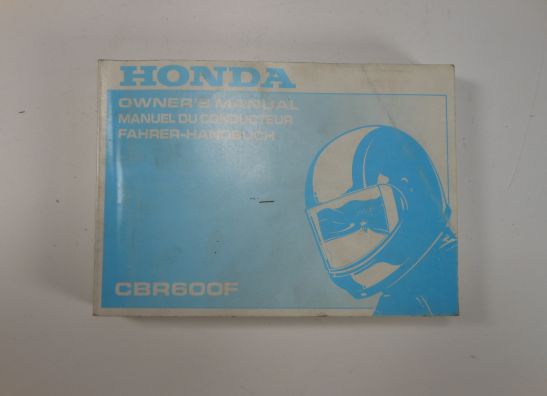 HONDA
OWNER'S MANUAL
MANUEL DU CONDUCTEUR
FAHRER-HANDBUCH
CBR600F